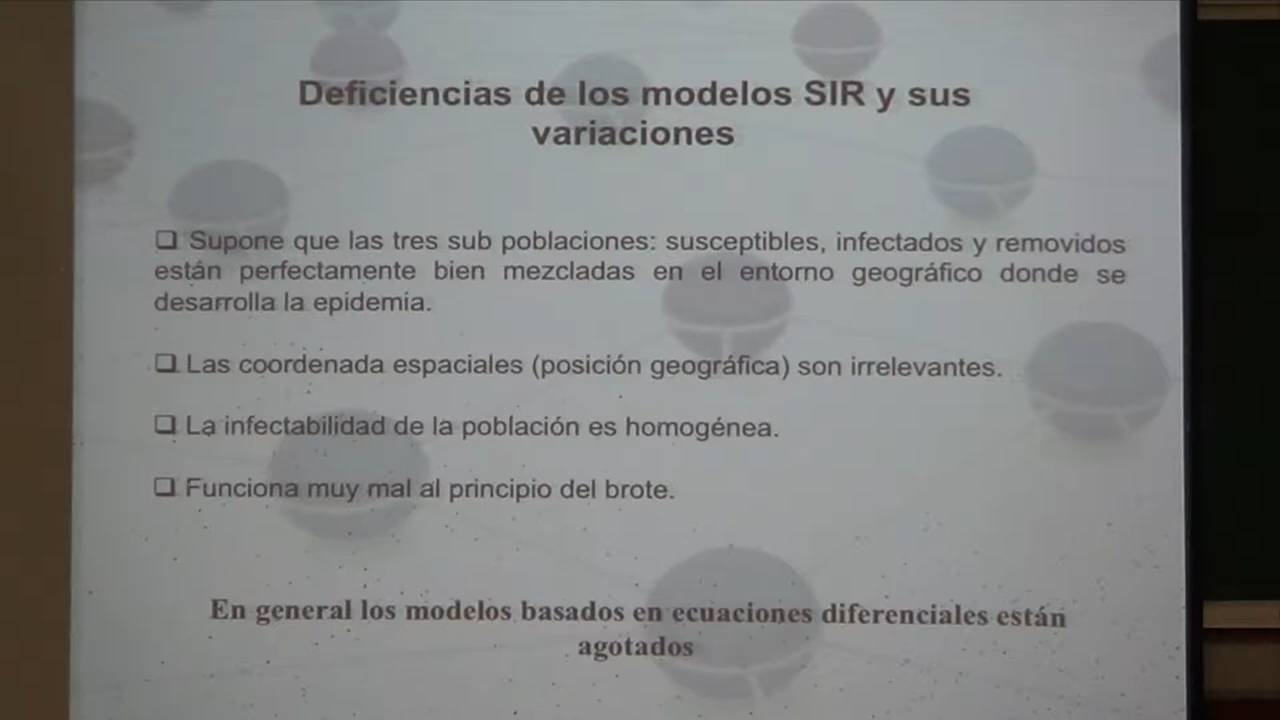 Deficiencias de los modelos SIR y sus
variaciones
❑ Supone que las tres sub poblaciones: susceptibles, infectados y removidos
están perfectamente bien mezcladas en el entorno geográfico donde se
desarrolla la epidemia.
❑ Las coordenada espaciales (posición geográfica) son irrelevantes.
❑ La infectabilidad de la población es homogénea.
❑ Funciona muy mal al principio del brote.
En general los modelos basados en ecuaciones diferenciales están
agotados